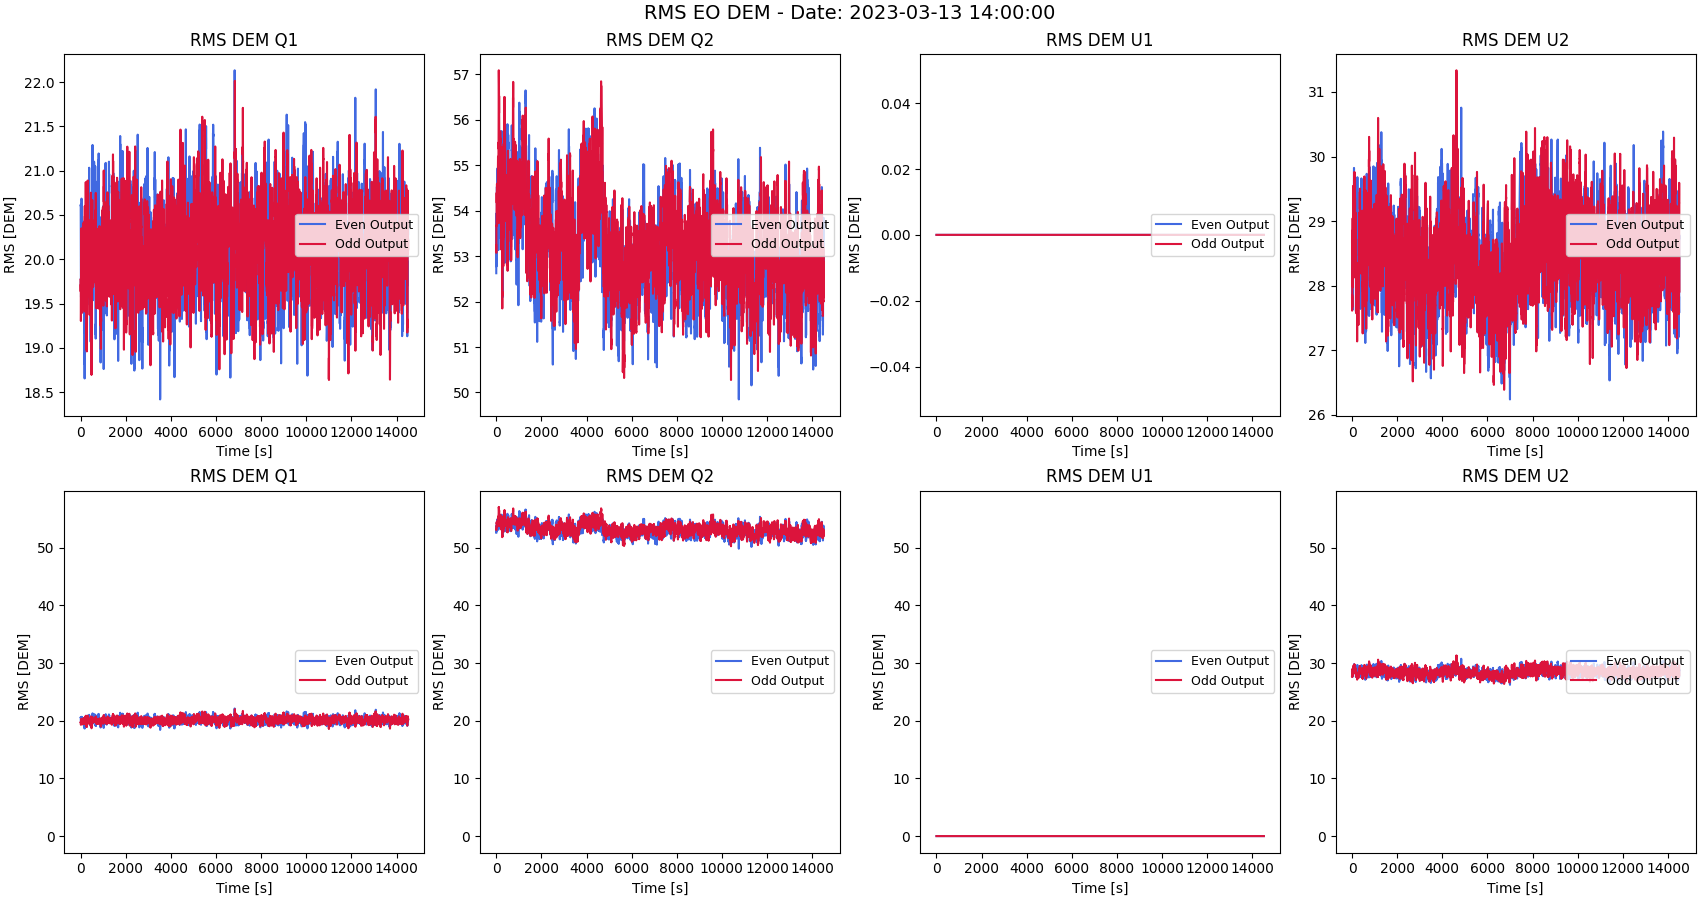 RMS EO DEM - Date: 2023-03-13 14:00:00
RMS DEM Q1
RMS [DEM]
22.0
21.5
21.0
20.5
20.0
19.5
19.0
18.5
Even Output
Odd Output
0 2000 4000 6000 8000 10000 12000 14000
Time [s]
RMS DEM Q2
RMS [DEM]
57
56
55
54
53
52
51
50
Even Output
Odd Output
0 2000 4000 6000 8000 10000 12000 14000
Time [s]
RMS DEM U1
RMS [DEM]
0.04
0.02
0.00
−0.02
−0.04
Even Output
Odd Output
0 2000 4000 6000 8000 10000 12000 14000
Time [s]
RMS DEM U2
RMS [DEM]
31
30
29
28
27
26
Even Output
Odd Output
0 2000 4000 6000 8000 10000 12000 14000
Time [s]
RMS DEM Q1
RMS [DEM]
50
40
30
20
10
0
Even Output
Odd Output
0 2000 4000 6000 8000 10000 12000 14000
Time [s]
RMS DEM Q2
RMS [DEM]
50
40
30
20
10
0
Even Output
Odd Output
0 2000 4000 6000 8000 10000 12000 14000
Time [s]
RMS DEM U1
RMS [DEM]
50
40
30
20
10
0
Even Output
Odd Output
0 2000 4000 6000 8000 10000 12000 14000
Time [s]
RMS DEM U2
RMS [DEM]
50
40
30
20
10
0
Even Output
Odd Output
0 2000 4000 6000 8000 10000 12000 14000
Time [s]